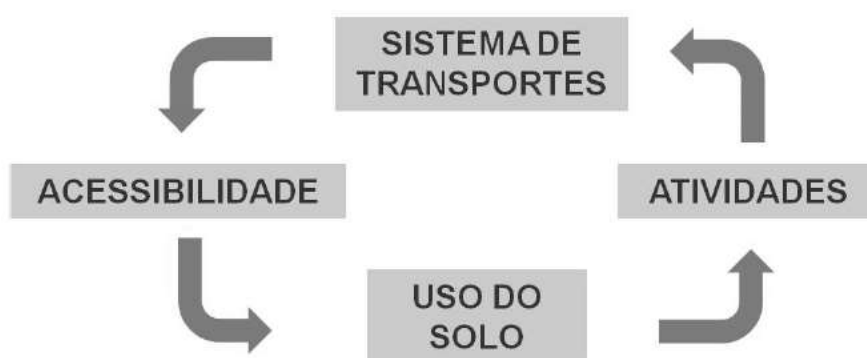 SISTEMA DE
TRANSPORTES
ACESSIBILIDADE
ATIVIDADES
USO DO
SOLO